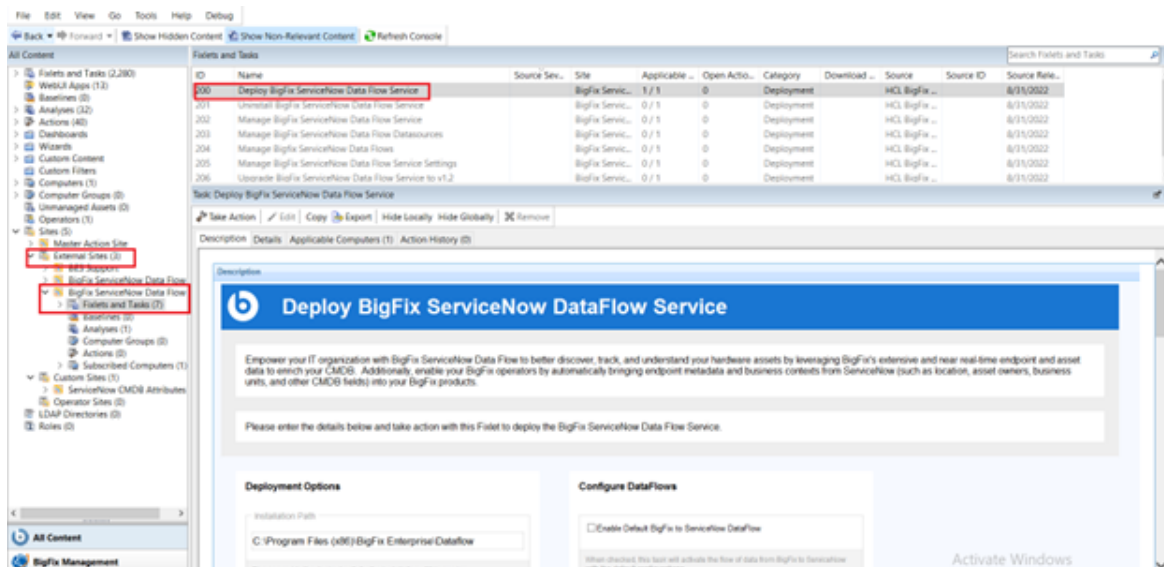 File Edit View Go Tools Help Debug
Back Forward Show Hidden Content Show Non-Relevant Content Refresh Console
All Content
Fixlets and Tasks (2,280)
WebUI Apps (13)
Baselines (0)
Analyses (32)
Actions (40)
Dashboards
Wizards
Custom Content
Custom Filters
Computers (1)
Computer Groups (0)
Unmanaged Assets (0)
Operators (1)
Sites (5)
Master Action Site
External Sites (3)
BES Support
BigFix ServiceNow Data Flow
BigFix ServiceNow Data Flow
Fixlets and Tasks (7)
Baselines (0)
Analyses (1)
Computer Groups (0)
Actions (0)
Subscribed Computers (1)
Custom Sites (1)
ServiceNow CMDB Attributes
Operator Sites (0)
LDAP Directories (0)
Roles (0)
All Content
BigFix Management
Fixlets and Tasks Search Fixlets and Tasks
ID Name Source Sev... Site Applicable ... Open Actio... Category Download ... Source Source ID Source Rele...
200 Deploy BigFix ServiceNow Data Flow Service BigFix Servic... 1 / 1 0 Deployment HCL BigFix ... 8/31/2022
201 Uninstall BigFix ServiceNow Data Flow Service BigFix Servic... 0 / 1 0 Deployment HCL BigFix ... 8/31/2022
202 Manage BigFix ServiceNow Data Flow Service BigFix Servic... 0 / 1 0 Deployment HCL BigFix ... 8/31/2022
203 Manage BigFix ServiceNow Data Flow Service Datasources BigFix Servic... 0 / 1 0 Deployment HCL BigFix ... 8/31/2022
204 Manage BigFix ServiceNow Data Flows BigFix Servic... 0 / 1 0 Deployment HCL BigFix ... 8/31/2022
205 Manage BigFix ServiceNow Data Flow Service Settings BigFix Servic... 0 / 1 0 Deployment HCL BigFix ... 8/31/2022
206 Upgrade BigFix ServiceNow Data Flow Service to v1.2 BigFix Servic... 0 / 1 0 Deployment HCL BigFix ... 8/31/2022
Task: Deploy BigFix ServiceNow Data Flow Service
Take Action Edit Copy Export Hide Locally Hide Globally Remove
Description Details Applicable Computers (1) Action History (0)
Description
Deploy BigFix ServiceNow DataFlow Service
Empower your IT organization with BigFix ServiceNow Data Flow to better discover, track, and understand your hardware assets by leveraging BigFix's extensive and near real-time endpoint and asset
data to enrich your CMDB. Additionally, enable your BigFix operators by automatically bringing endpoint metadata and business contexts from ServiceNow (such as location, asset owners, business
units, and other CMDB fields) into your BigFix products.
Please enter the details below and take action with this Fixlet to deploy the BigFix ServiceNow Data Flow Service.
Deployment Options
Installation Path
C:\Program Files (x86)\BigFix Enterprise\Dataflow
Configure DataFlows
Enable Default BigFix to ServiceNow DataFlow
When checked, this task will activate the flow of data from BigFix to ServiceNow
Activate Windows